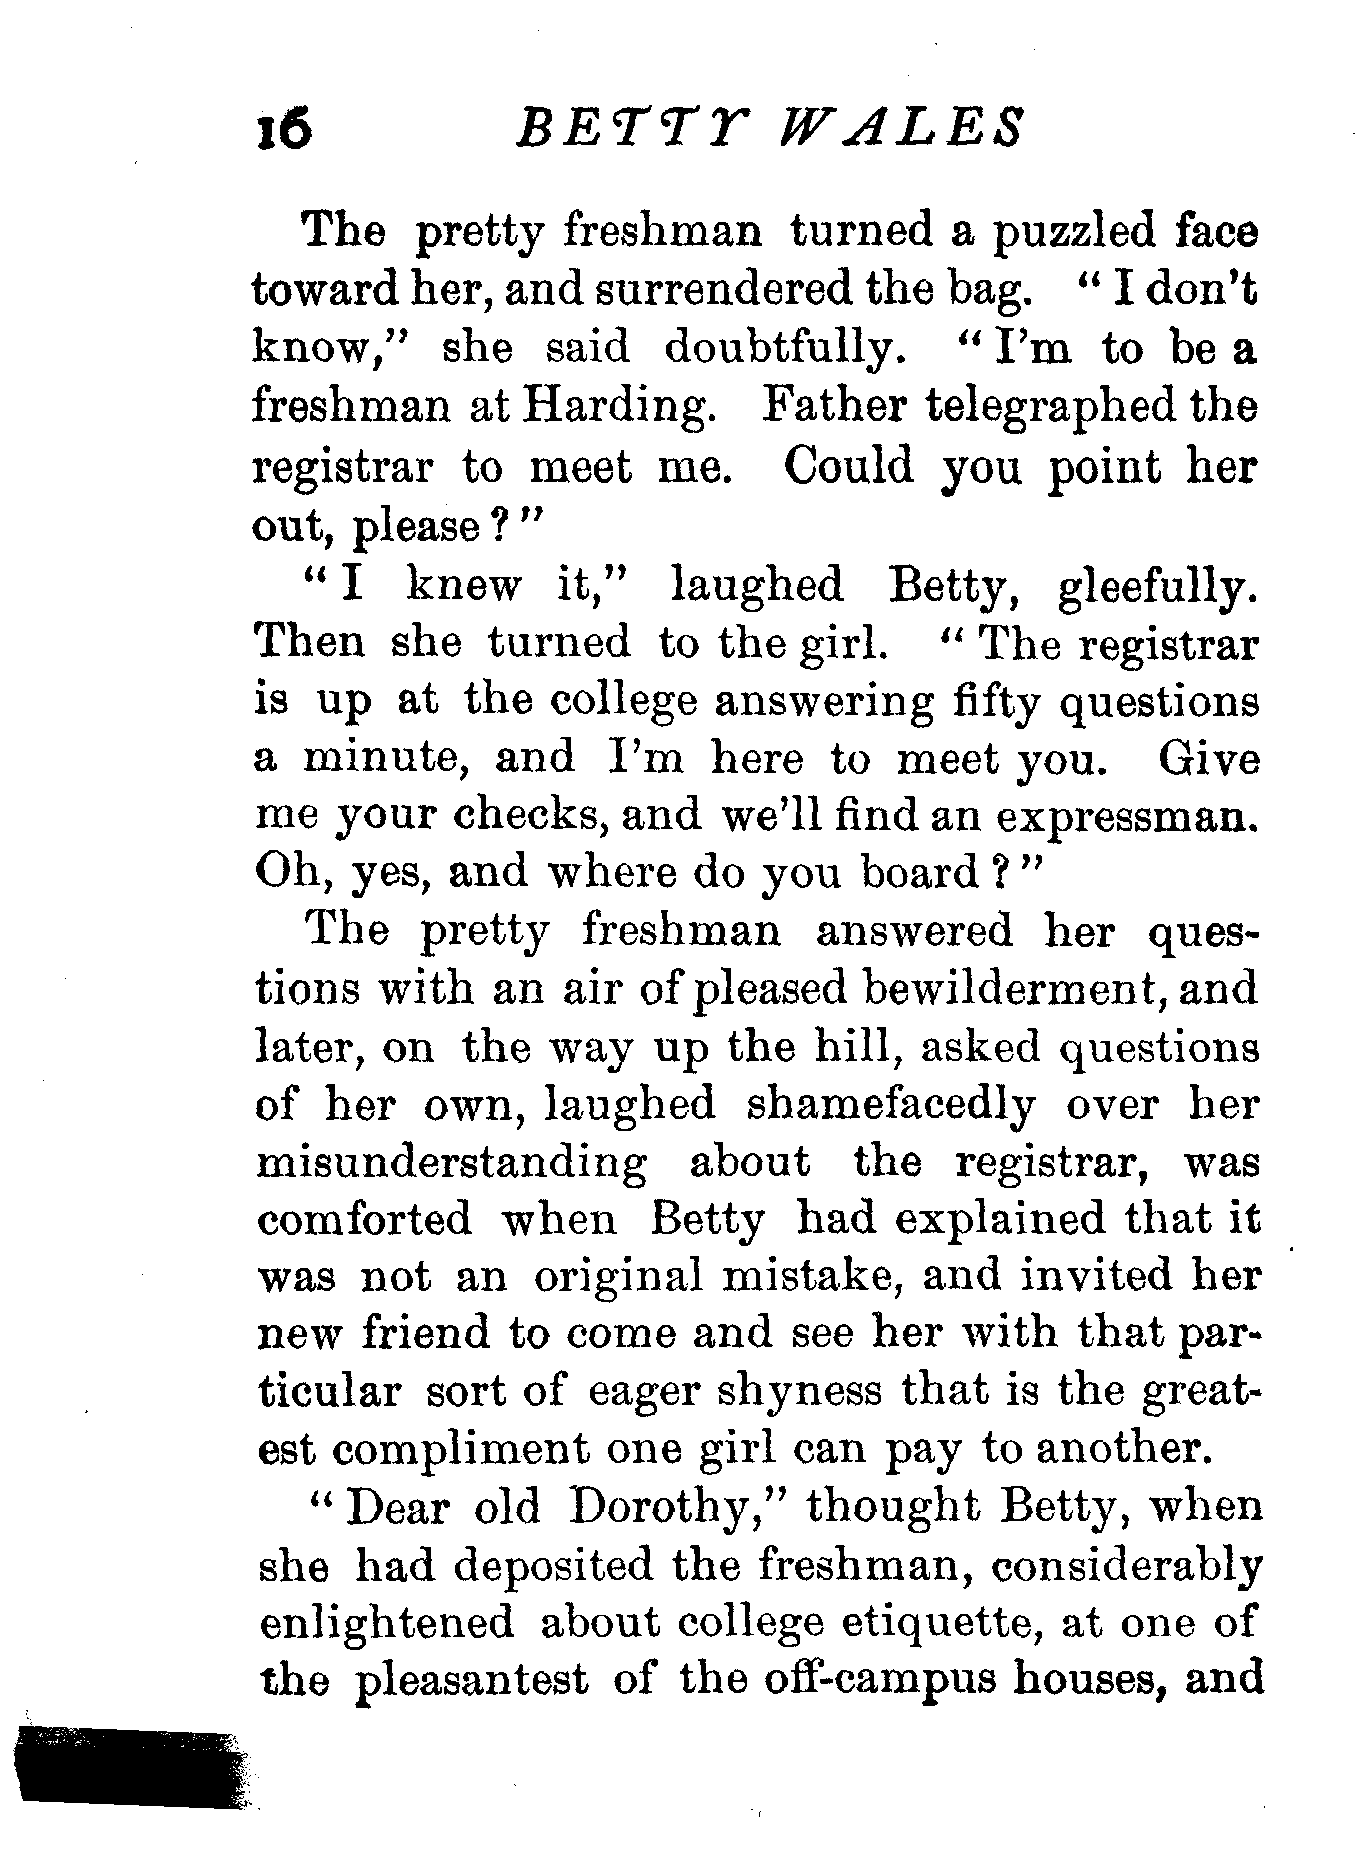 16 BETTY WALES
The pretty freshman turned a puzzled face
toward her, and surrendered the bag. "I don't
know," she said doubtfully. "I'm to be a
freshman at Harding. Father telegraphed the
registrar to meet me. Could you point her
out, please?"
"I knew it," laughed Betty, gleefully.
Then she turned to the girl. "The registrar
is up at the college answering fifty questions
a minute, and I'm here to meet you. Give
me your checks, and we'll find an expressman.
Oh, yes, and where do you board?"
The pretty freshman answered her ques-
tions with an air of pleased bewilderment, and
later, on the way up the hill, asked questions
of her own, laughed shamefacedly over her
misunderstanding about the registrar, was
comforted when Betty had explained that it
was not an original mistake, and invited her
new friend to come and see her with that par-
ticular sort of eager shyness that is the great-
est compliment one girl can pay to another.
"Dear old Dorothy," thought Betty, when
she had deposited the freshman, considerably
enlightened about college etiquette, at one of
the pleasantest of the off-campus houses, and